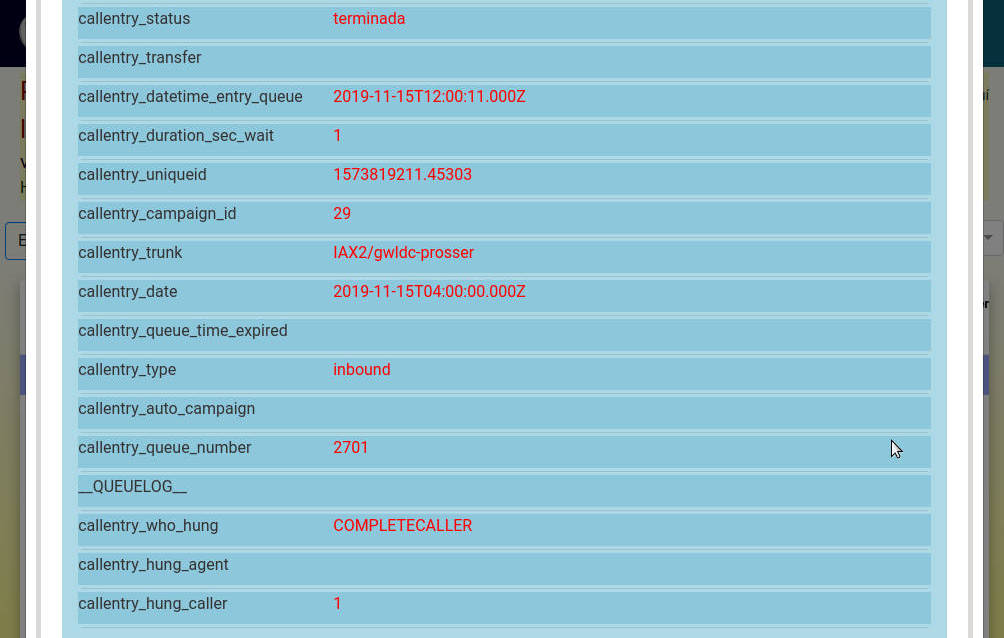 callentry_status terminada
callentry_transfer
callentry_datetime_entry_queue 2019-11-15T12:00:11.000Z
callentry_duration_sec_wait 1
callentry_uniqueid 1573819211.45303
callentry_campaign_id 29
callentry_trunk IAX2/gwldc-prosser
callentry_date 2019-11-15T04:00:00.000Z
callentry_queue_time_expired
callentry_type inbound
callentry_auto_campaign
callentry_queue_number 2701
__QUEUELOG__
callentry_who_hung COMPLETECALLER
callentry_hung_agent
callentry_hung_caller 1